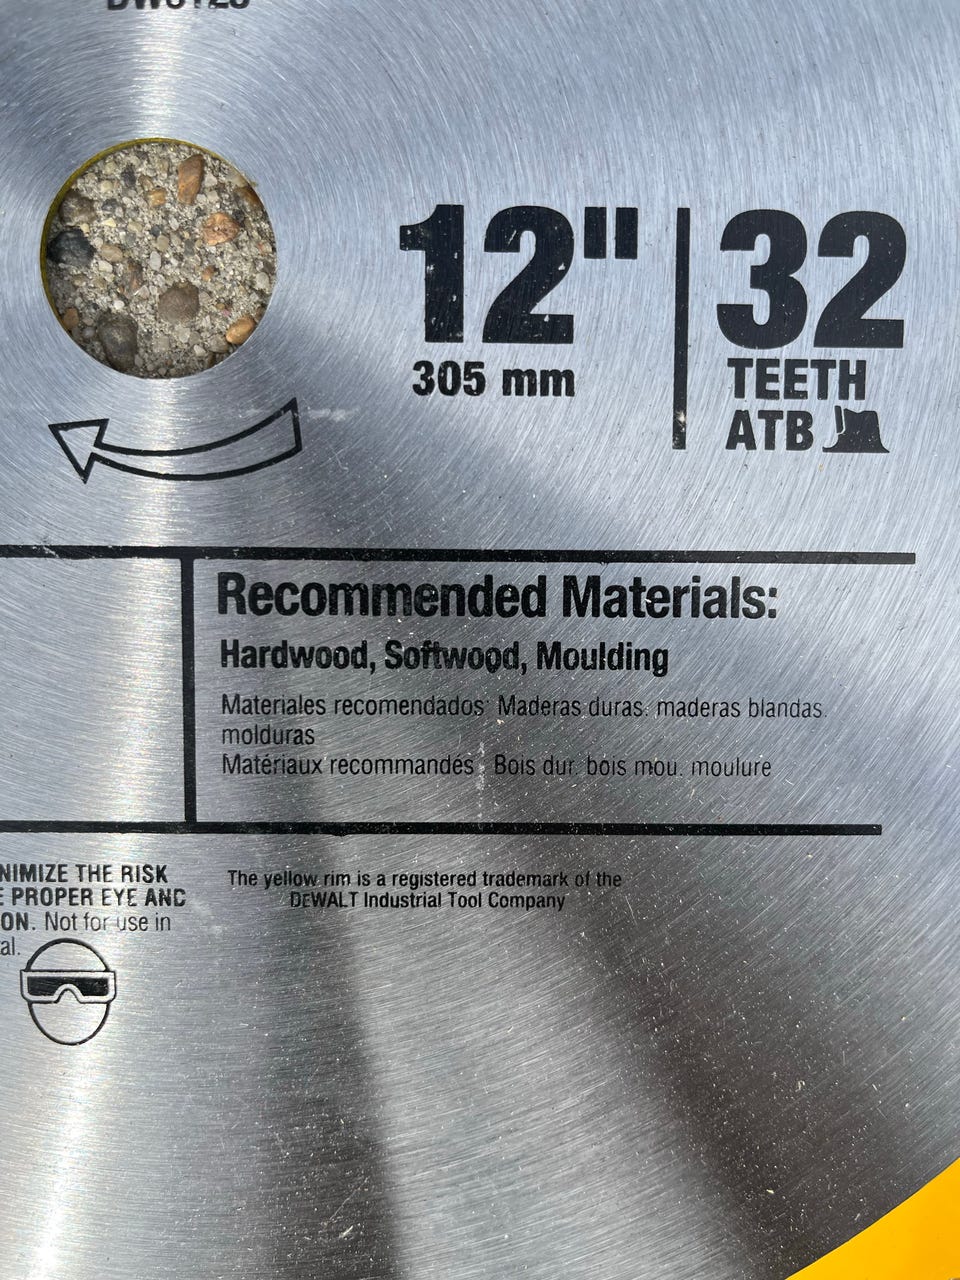 12" 32
305 mm
TEETH
ATB
Recommended Materials:
Hardwood, Softwood, Moulding
Materiales recomendados: Maderas duras, maderas blandas,
molduras
Matériaux recommandés : Bois dur, bois mou, moulure
NIMIZE THE RISK
E PROPER EYE AND
ON. Not for use in
al.
The yellow rim is a registered trademark of the
DEWALT Industrial Tool Company